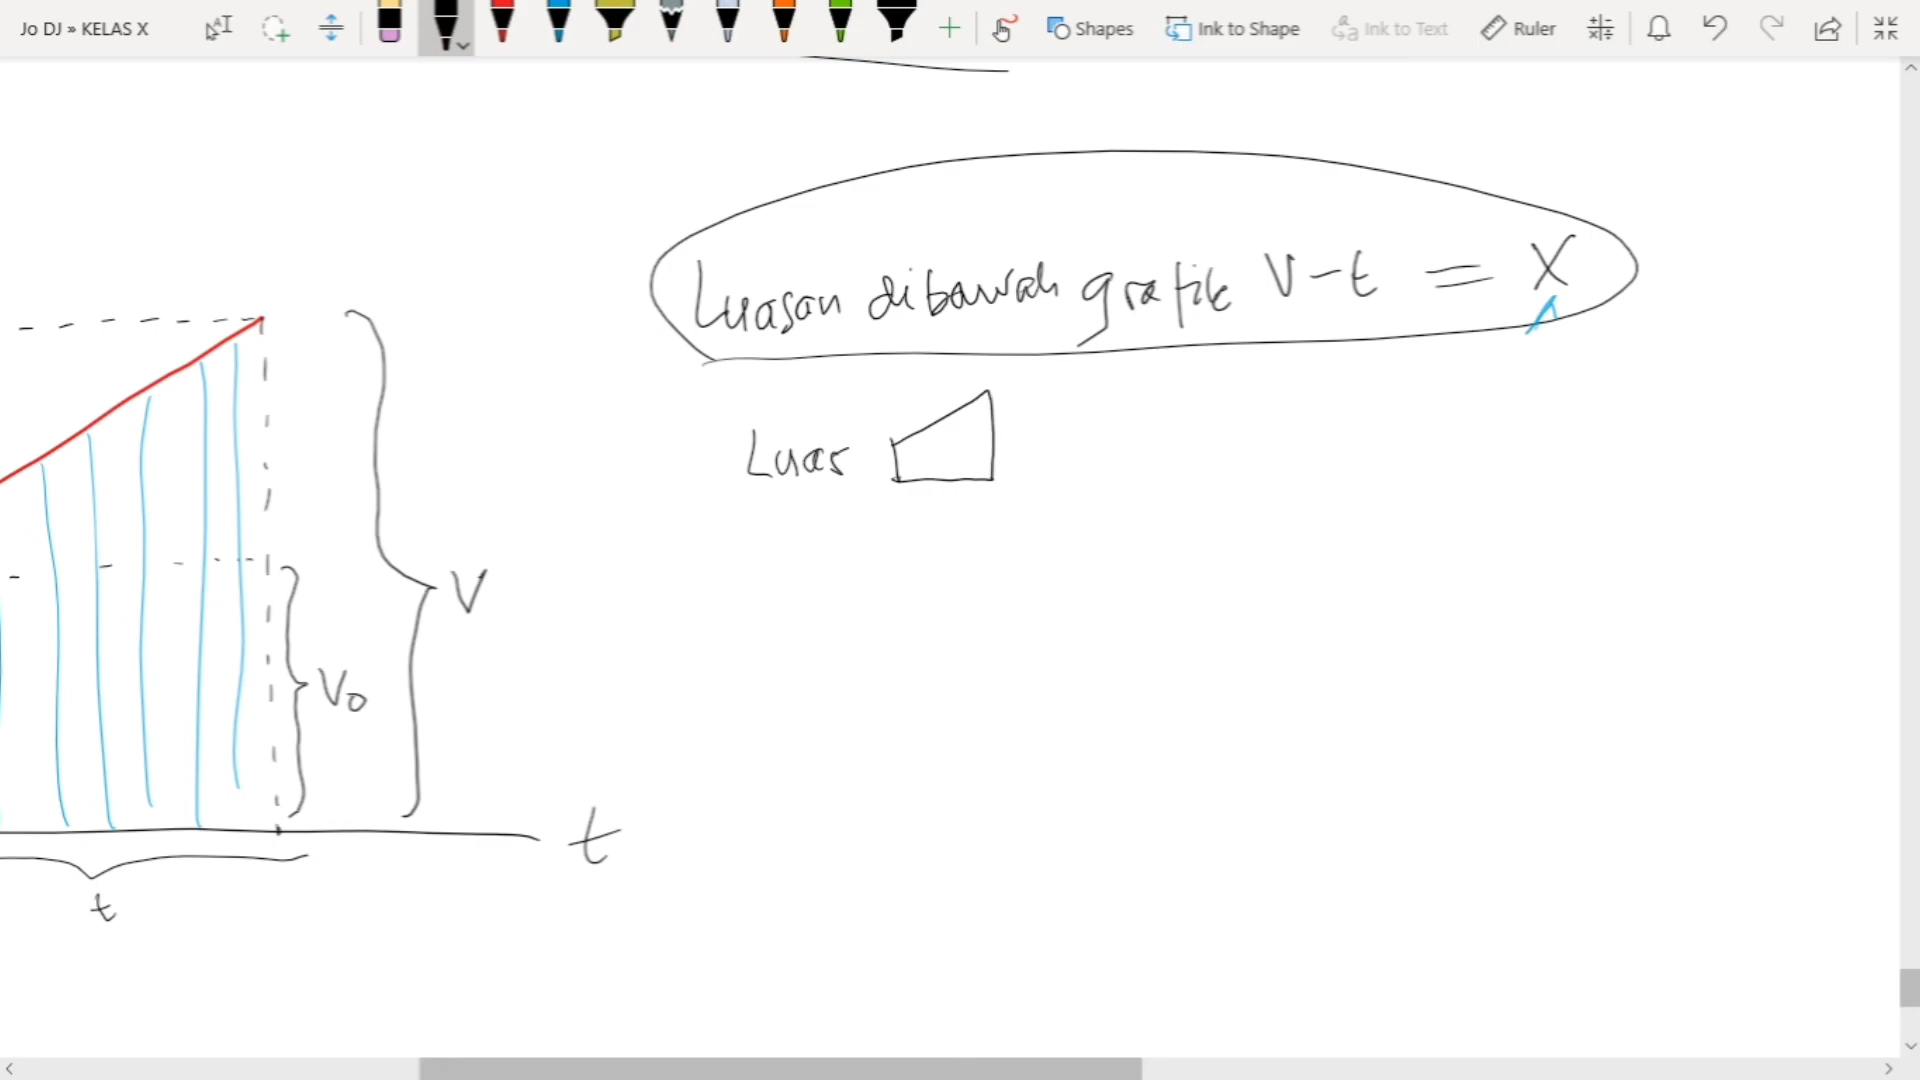 Jo DJ » KELAS X
Shapes
Ink to Shape
Ink to Text
Ruler
Luasan dibawah grafik V-t = X
Luas
V
V0
t
t